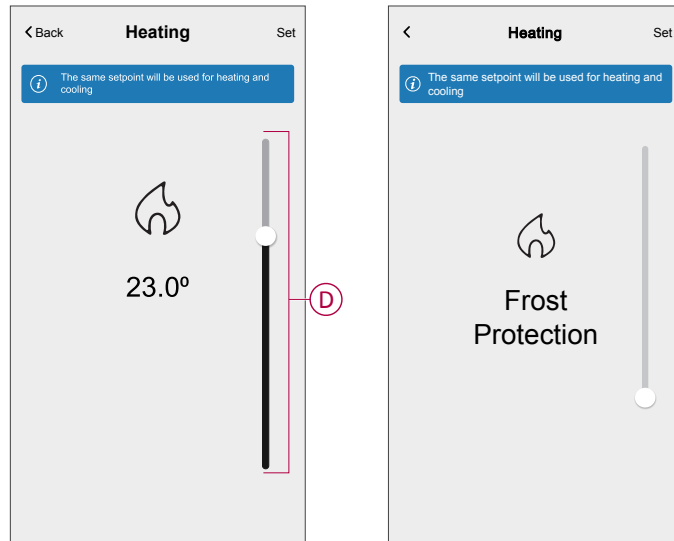 Back Heating Set
The same setpoint will be used for heating and
cooling
23.0º
D
Heating Set
The same setpoint will be used for heating and
cooling
Frost
Protection